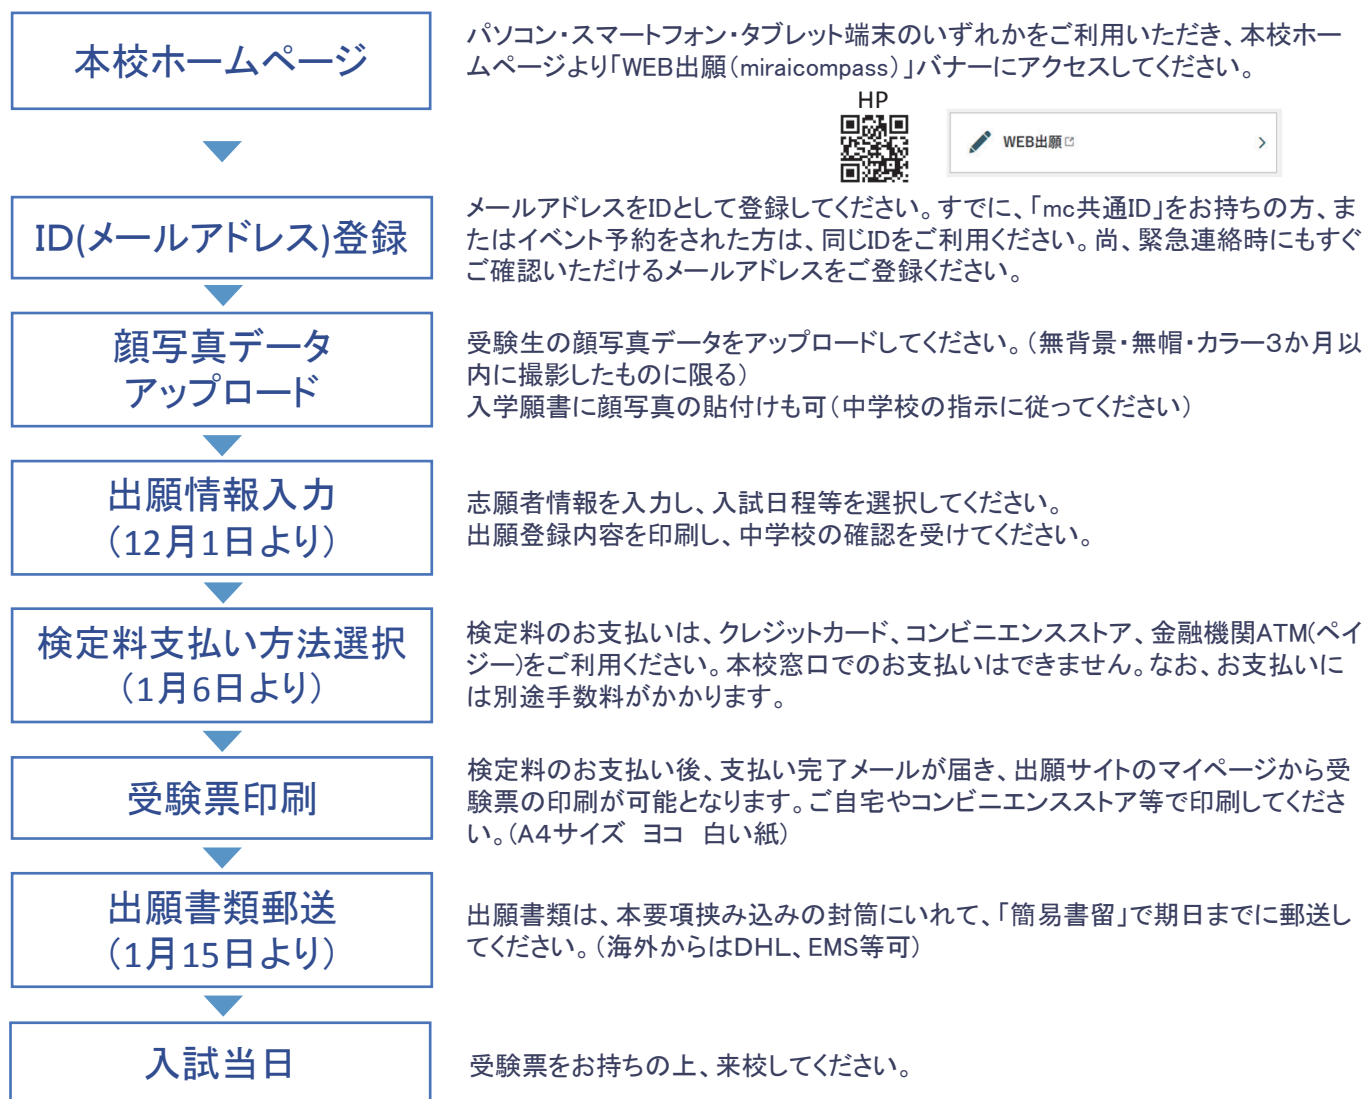 本校ホームページ
パソコン・スマートフォン・タブレット端末のいずれかをご利用いただき、本校ホー
ムページより「WEB出願（miraicompass）」バナーにアクセスしてください。
HP
WEB出願
ID(メールアドレス)登録
メールアドレスをIDとして登録してください。すでに、「mc共通ID」をお持ちの方、ま
たはイベント予約をされた方は、同じIDをご利用ください。尚、緊急連絡時にもすぐ
ご確認いただけるメールアドレスをご登録ください。
顔写真データ
アップロード
受験生の顔写真データをアップロードしてください。（無背景・無帽・カラー３か月以
内に撮影したものに限る）
入学願書に顔写真の貼付けも可（中学校の指示に従ってください）
出願情報入力
（12月1日より）
志願者情報を入力し、入試日程等を選択してください。
出願登録内容を印刷し、中学校の確認を受けてください。
検定料支払い方法選択
（1月6日より）
検定料のお支払いは、クレジットカード、コンビニエンスストア、金融機関ATM(ペイ
ジー)をご利用ください。本校窓口でのお支払いはできません。なお、お支払いに
は別途手数料がかかります。
受験票印刷
検定料のお支払い後、支払い完了メールが届き、出願サイトのマイページから受
験票の印刷が可能となります。ご自宅やコンビニエンスストア等で印刷してくださ
い。（A４サイズ　ヨコ　白い紙）
出願書類郵送
（1月15日より）
出願書類は、本要項挟み込みの封筒にいれて、「簡易書留」で期日までに郵送し
てください。（海外からはDHL、EMS等可）
入試当日
受験票をお持ちの上、来校してください。